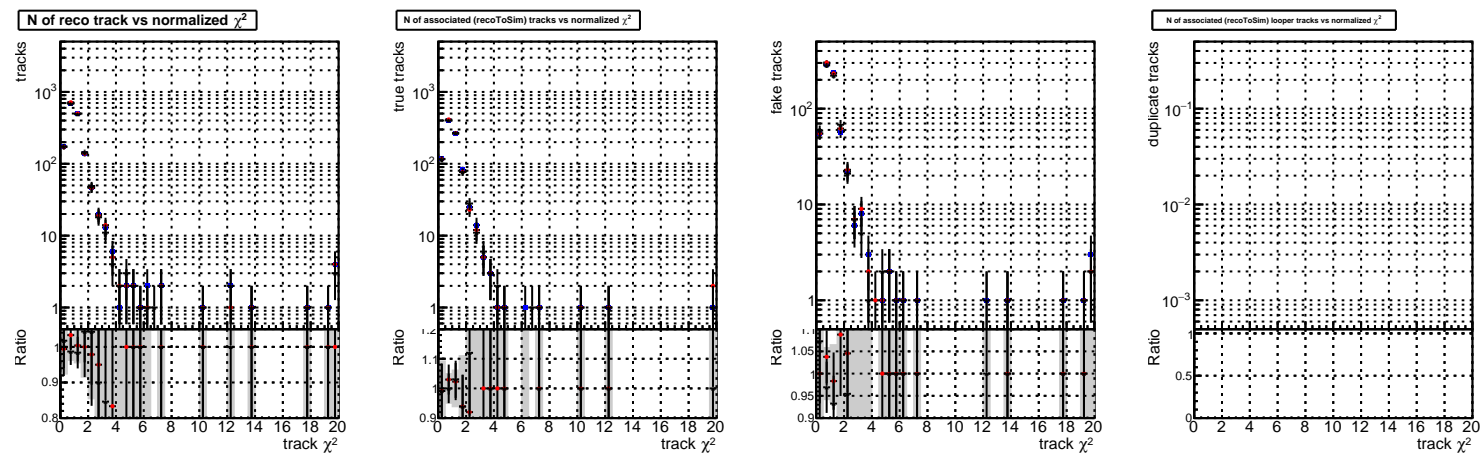 N of reco track vs normalized χ²
tracks
10³
10²
10
1
Ratio
1
0.9
0.8
0 2 4 6 8 10 12 14 16 18 20
track χ²
N of associated (recoToSim) tracks vs normalized χ²
true tracks
10³
10²
10
1
Ratio
1.2
1.1
1
0.9
0 2 4 6 8 10 12 14 16 18 20
track χ²
fake tracks
10²
10
1
Ratio
1.1
1.05
1
0.95
0.9
0 2 4 6 8 10 12 14 16 18 20
track χ²
N of associated (recoToSim) looper tracks vs normalized χ²
duplicate tracks
10⁻¹
10⁻²
10⁻³
Ratio
1
0.5
0
0 2 4 6 8 10 12 14 16 18 20
track χ²